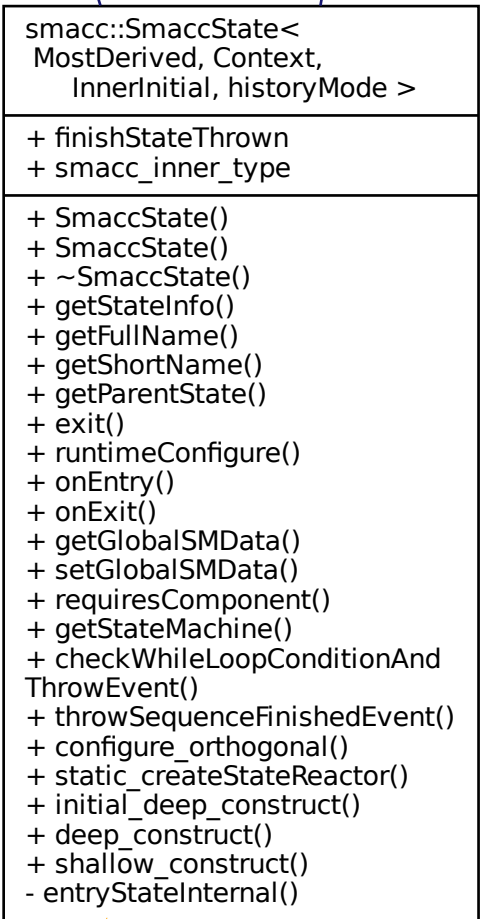 smacc::SmaccState<
MostDerived, Context,
InnerInitial, historyMode >
+ finishStateThrown
+ smacc_inner_type
+ SmaccState()
+ SmaccState()
+ ~SmaccState()
+ getStateInfo()
+ getFullName()
+ getShortName()
+ getParentState()
+ exit()
+ runtimeConfigure()
+ onEntry()
+ onExit()
+ getGlobalSMData()
+ setGlobalSMData()
+ requiresComponent()
+ getStateMachine()
+ checkWhileLoopConditionAnd
ThrowEvent()
+ throwSequenceFinishedEvent()
+ configure_orthogonal()
+ static_createStateReactor()
+ initial_deep_construct()
+ deep_construct()
+ shallow_construct()
- entryStateInternal()